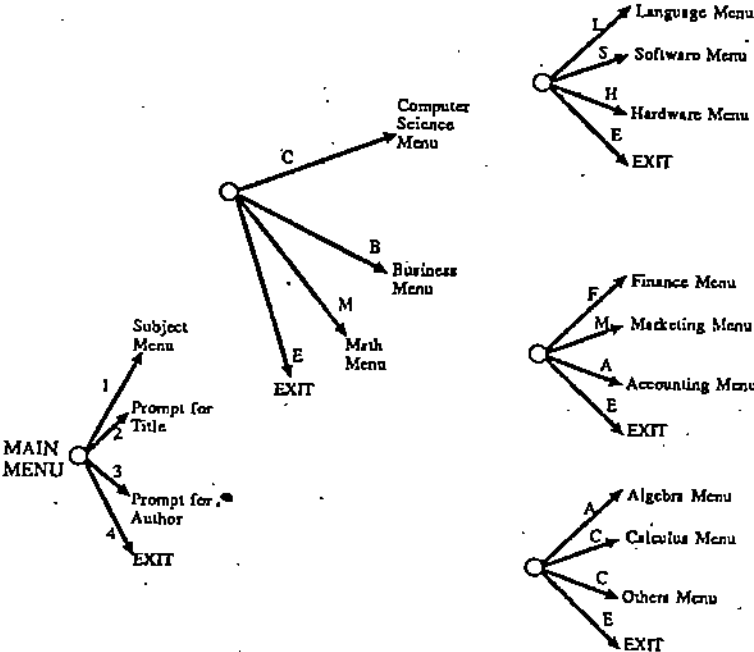 L
Language Menu
S
Software Menu
H
Hardware Menu
E
EXIT
C
Computer
Science
Menu
B
Business
Menu
M
Math
Menu
E
EXIT
F
Finance Menu
M
Marketing Menu
A
Accounting Menu
E
EXIT
MAIN
MENU
1
Subject
Menu
2
Prompt for
Title
3
Prompt for
Author
4
EXIT
A
Algebra Menu
C
Calculus Menu
C
Others Menu
E
EXIT